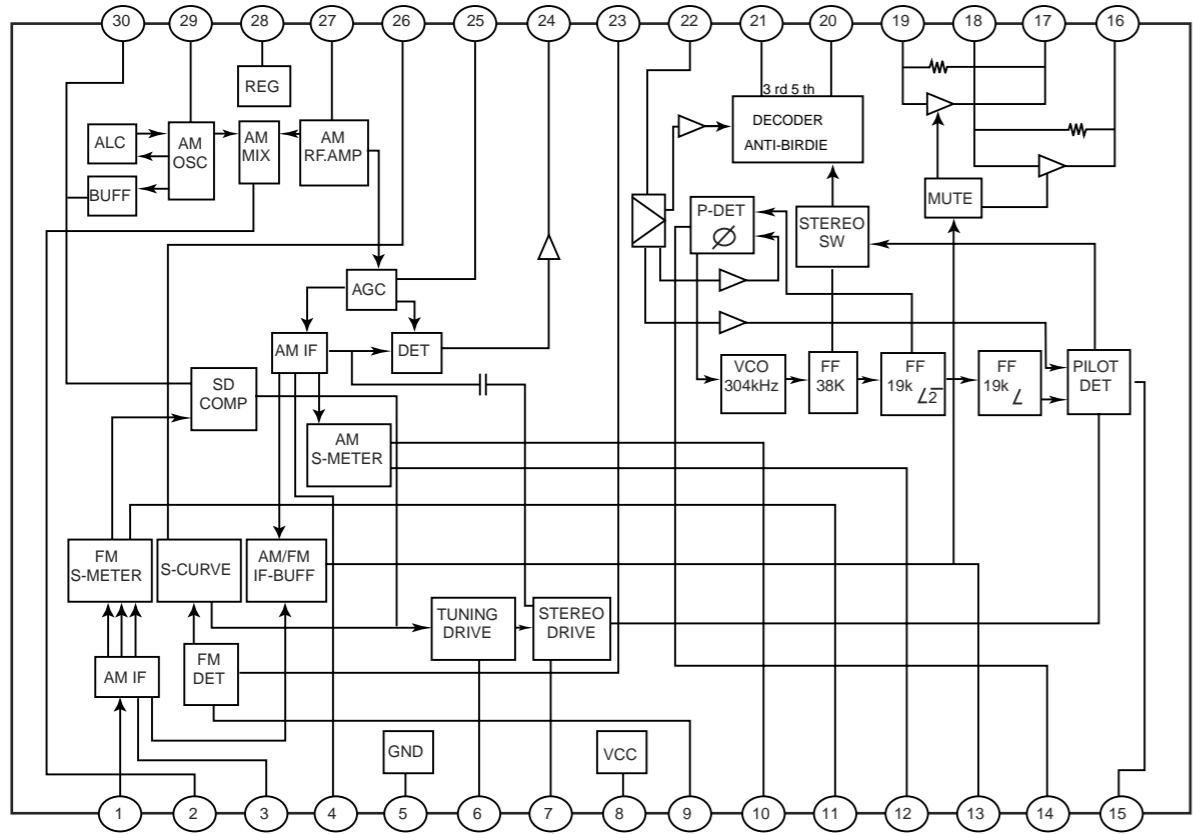 30 29 28 27 26 25 24 23 22 21 20 19 18 17 16
REG
3 rd 5 th
DECODER
ANTI-BIRDIE
ALC
AM
OSC
AM
MIX
AM
RF.AMP
BUFF
MUTE
P-DET
Ø
STEREO
SW
AGC
AM IF
DET
VCO
304kHz
FF
38K
FF
19k ∠2̅
FF
19k ∠
PILOT
DET
SD
COMP
AM
S-METER
FM
S-METER
S-CURVE
AM/FM
IF-BUFF
TUNING
DRIVE
STEREO
DRIVE
AM IF
FM
DET
GND
VCC
1 2 3 4 5 6 7 8 9 10 11 12 13 14 15